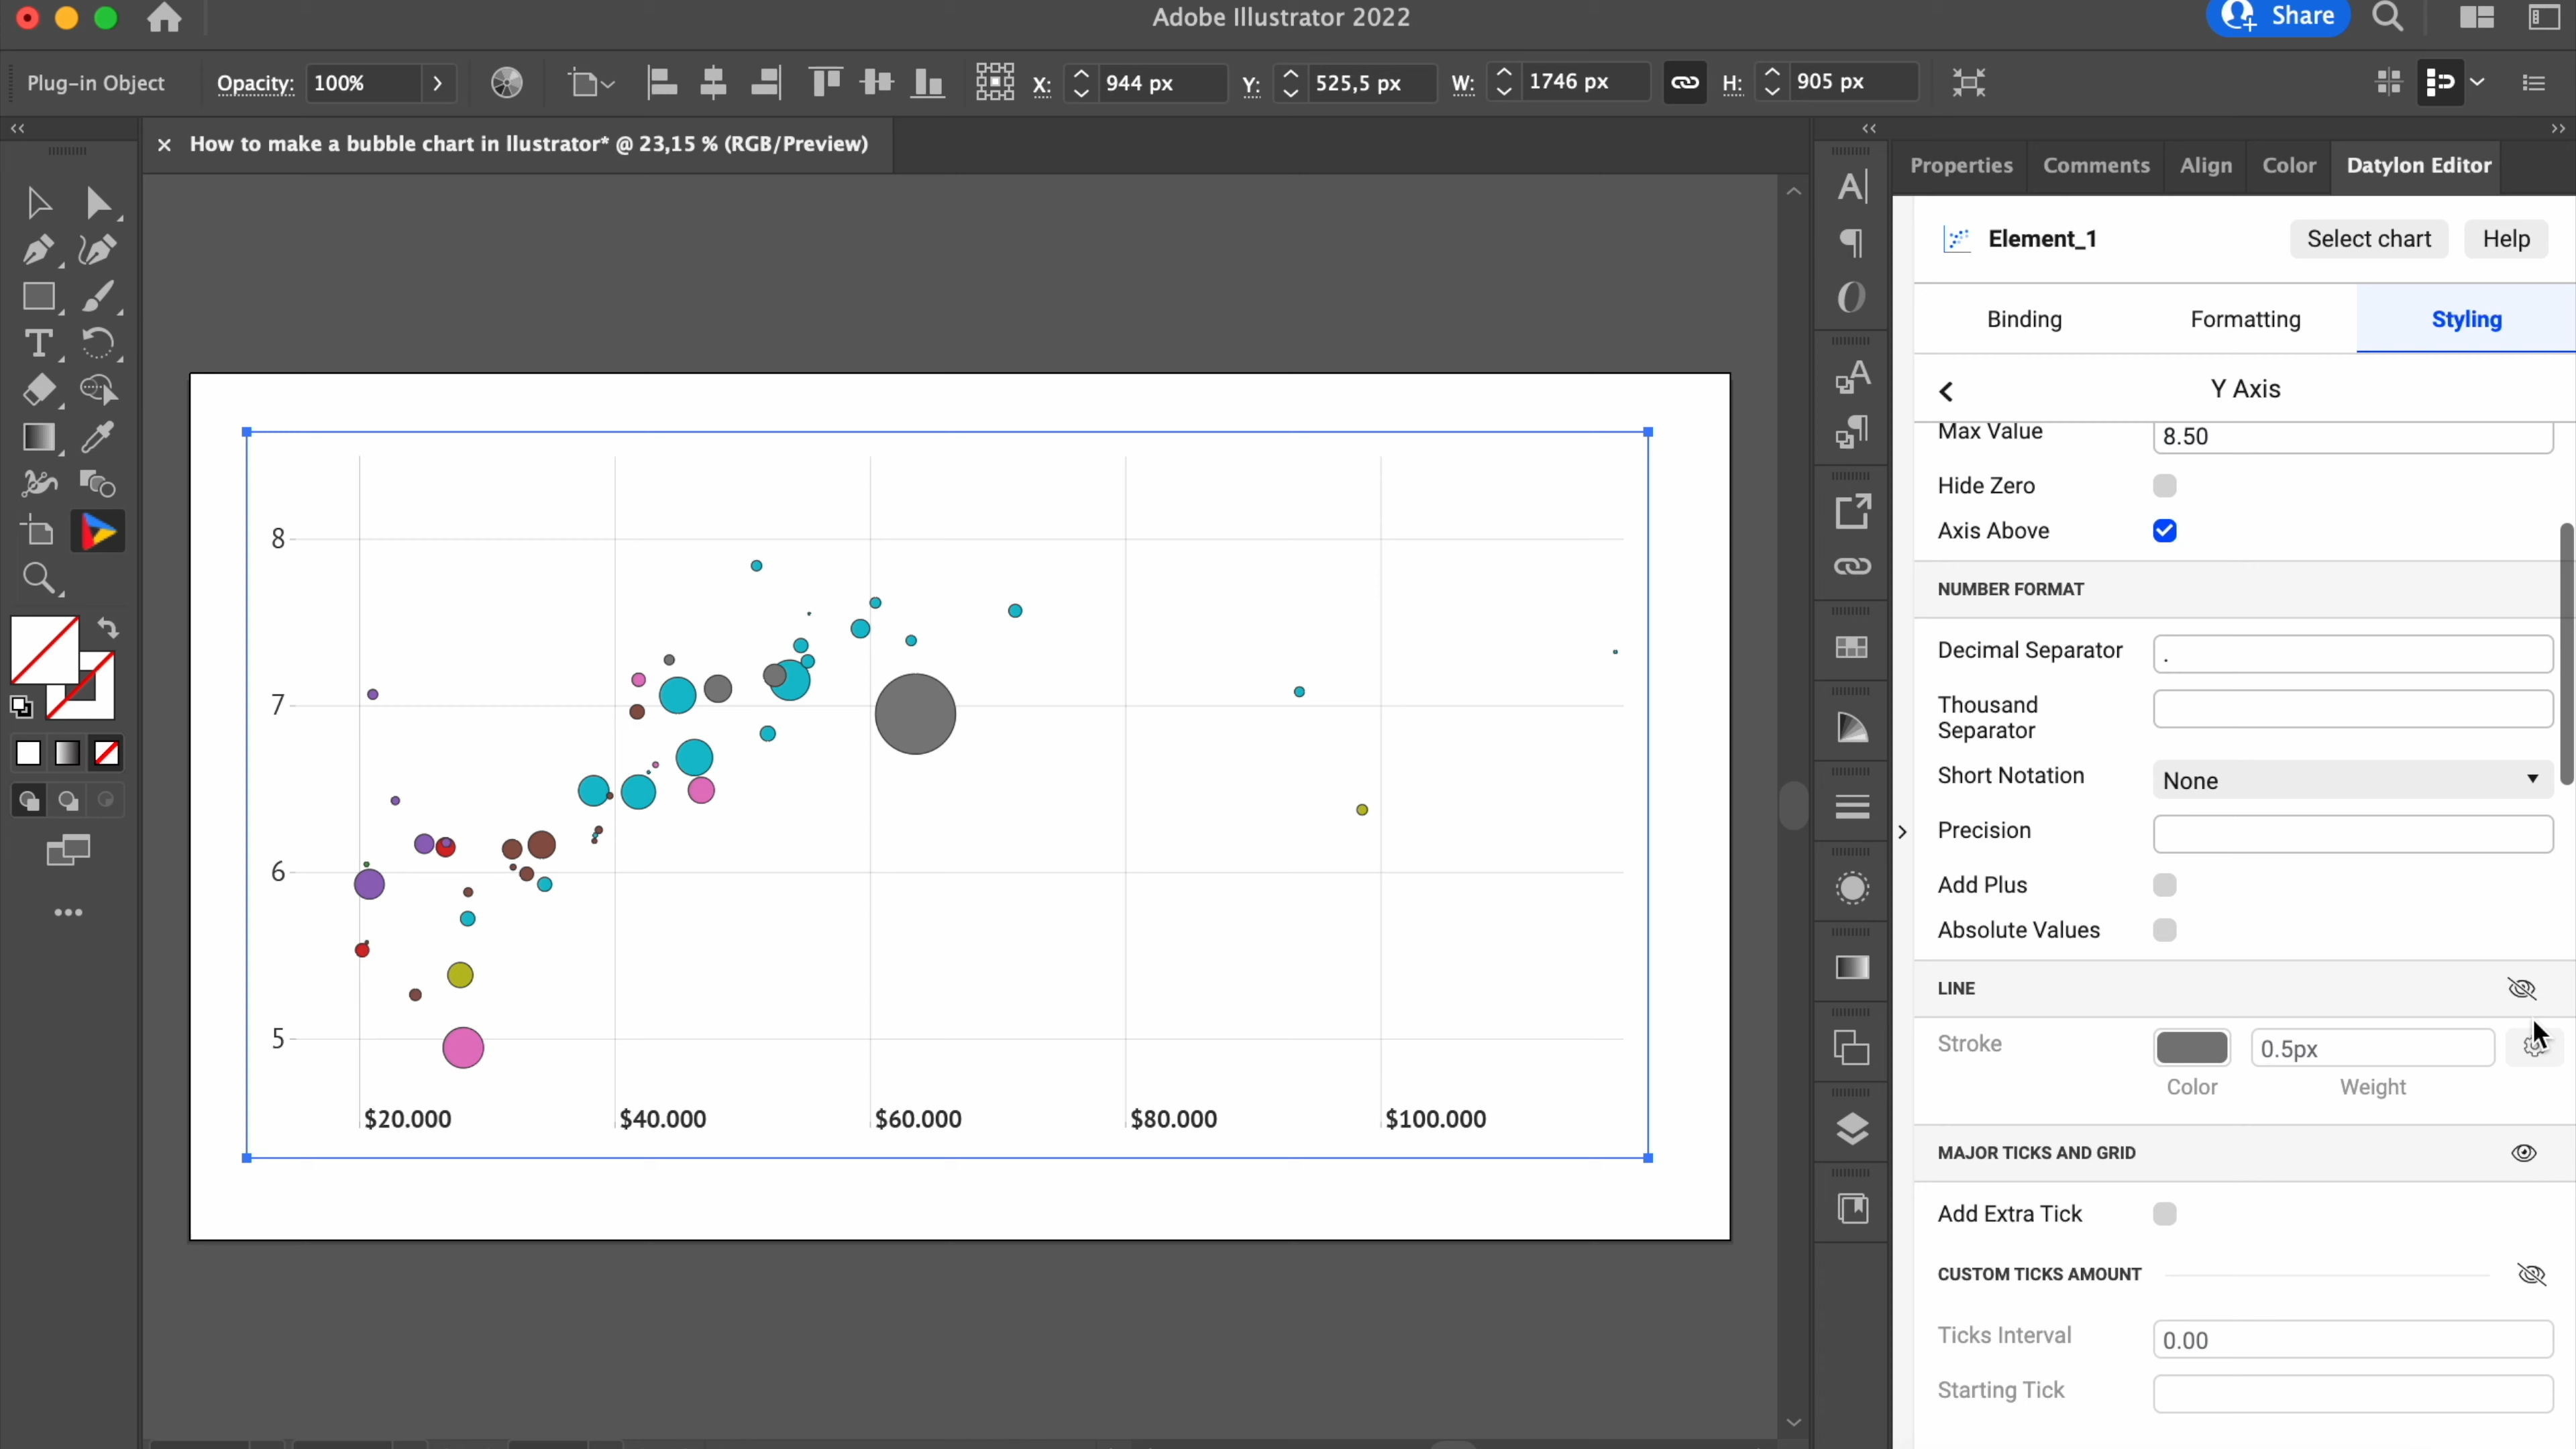 Adobe Illustrator 2022
Share
Plug-in Object
Opacity: 100%
X: 944 px
Y: 525,5 px
W: 1746 px
H: 905 px
How to make a bubble chart in llustrator* @ 23,15 % (RGB/Preview)
Properties
Comments
Align
Color
Datylon Editor
Element_1
Select chart
Help
Binding
Formatting
Styling
Y Axis
Max Value
8.50
Hide Zero
Axis Above
NUMBER FORMAT
Decimal Separator
.
Thousand
Separator
Short Notation
None
Precision
Add Plus
Absolute Values
LINE
Stroke
0.5px
Color
Weight
MAJOR TICKS AND GRID
Add Extra Tick
CUSTOM TICKS AMOUNT
Ticks Interval
0.00
Starting Tick
8
7
6
5
$20.000
$40.000
$60.000
$80.000
$100.000